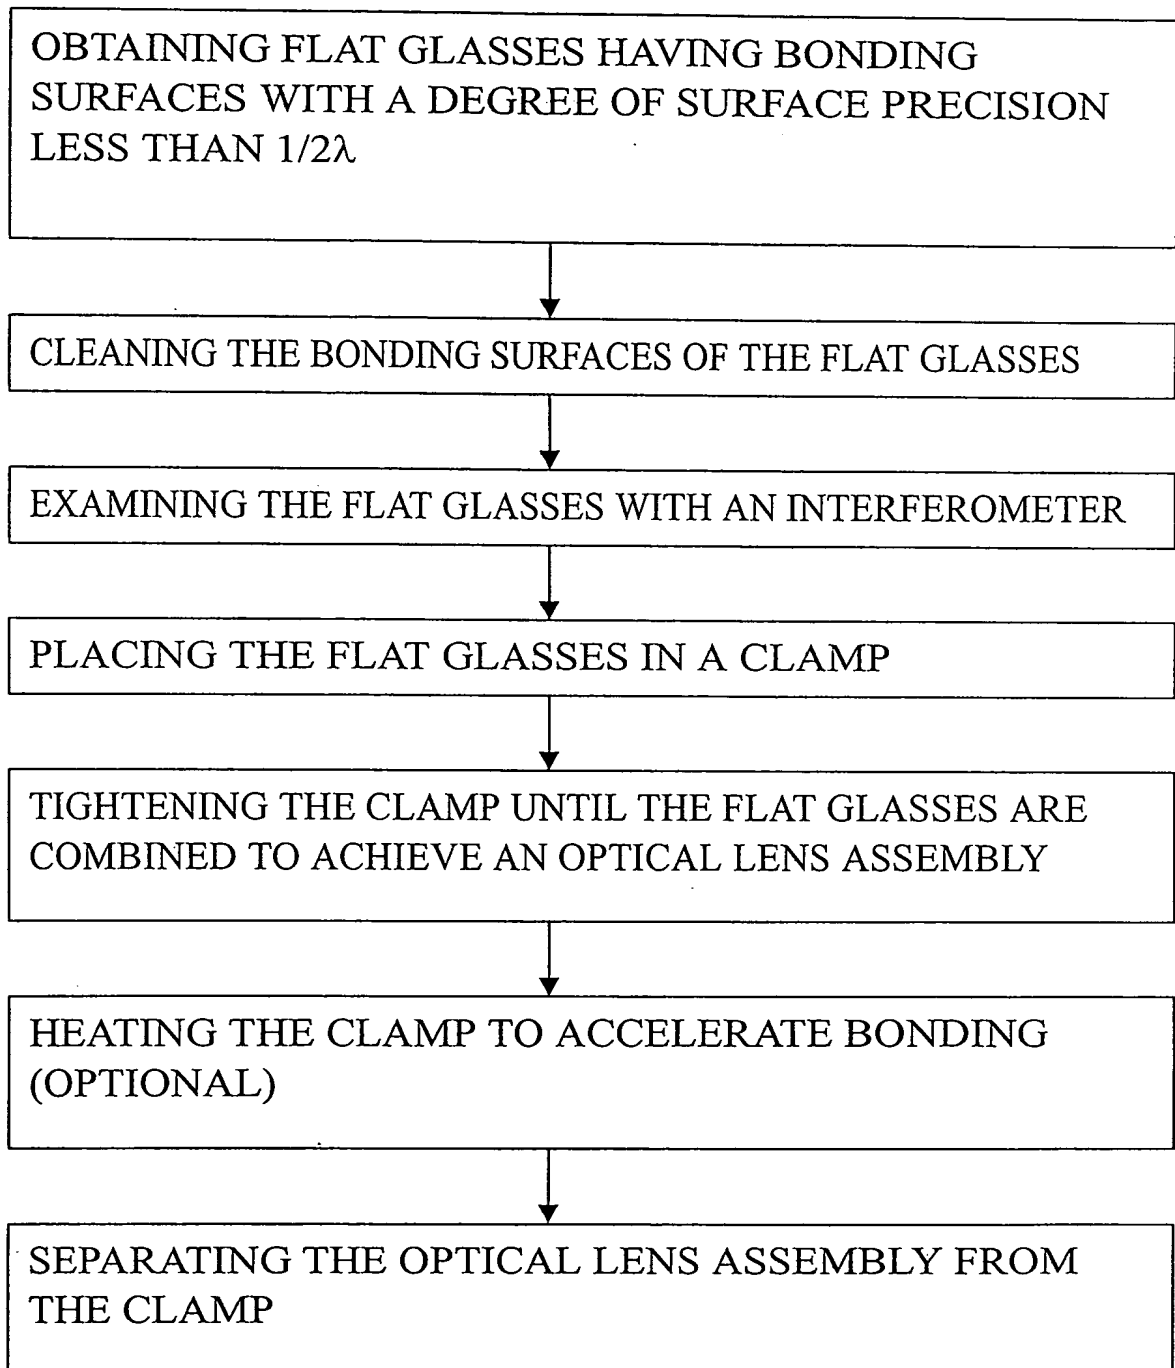 OBTAINING FLAT GLASSES HAVING BONDING
SURFACES WITH A DEGREE OF SURFACE PRECISION
LESS THAN 1/2λ
CLEANING THE BONDING SURFACES OF THE FLAT GLASSES
EXAMINING THE FLAT GLASSES WITH AN INTERFEROMETER
PLACING THE FLAT GLASSES IN A CLAMP
TIGHTENING THE CLAMP UNTIL THE FLAT GLASSES ARE
COMBINED TO ACHIEVE AN OPTICAL LENS ASSEMBLY
HEATING THE CLAMP TO ACCELERATE BONDING
(OPTIONAL)
SEPARATING THE OPTICAL LENS ASSEMBLY FROM
THE CLAMP